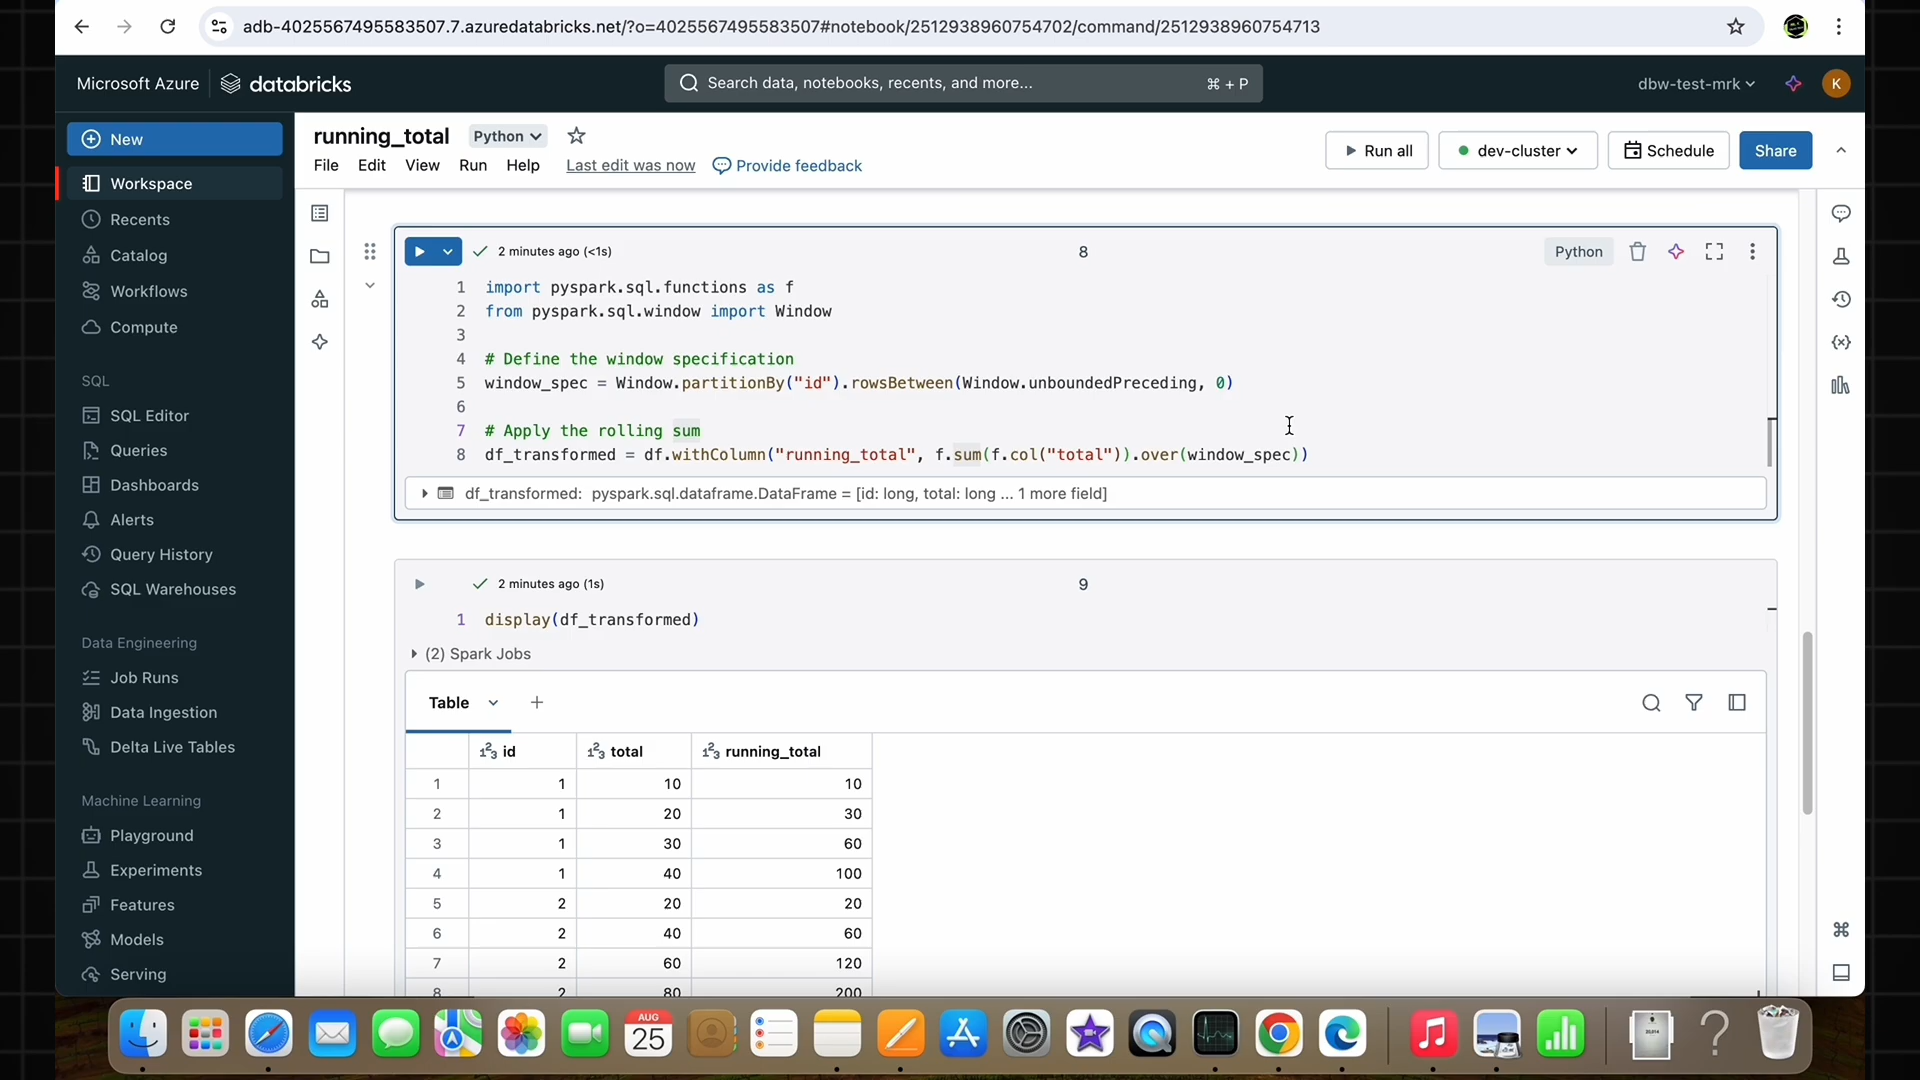 adb-4025567495583507.7.azuredatabricks.net/?o=4025567495583507#notebook/2512938960754702/command/2512938960754713
Microsoft Azure databricks
Search data, notebooks, recents, and more... ⌘ + P
dbw-test-mrk K
New
Workspace
Recents
Catalog
Workflows
Compute
SQL
SQL Editor
Queries
Dashboards
Alerts
Query History
SQL Warehouses
Data Engineering
Job Runs
Data Ingestion
Delta Live Tables
Machine Learning
Playground
Experiments
Features
Models
Serving
running_total Python
File Edit View Run Help Last edit was now Provide feedback
Run all dev-cluster Schedule Share
2 minutes ago (<1s) 8 Python
1 import pyspark.sql.functions as f
2 from pyspark.sql.window import Window
3
4 # Define the window specification
5 window_spec = Window.partitionBy("id").rowsBetween(Window.unboundedPreceding, 0)
6
7 # Apply the rolling sum
8 df_transformed = df.withColumn("running_total", f.sum(f.col("total")).over(window_spec))
df_transformed: pyspark.sql.dataframe.DataFrame = [id: long, total: long ... 1 more field]
2 minutes ago (1s) 9
1 display(df_transformed)
(2) Spark Jobs
Table +
id total running_total
1 1 10 10
2 1 20 30
3 1 30 60
4 1 40 100
5 2 20 20
6 2 40 60
7 2 60 120
8 2 80 200
AUG
25